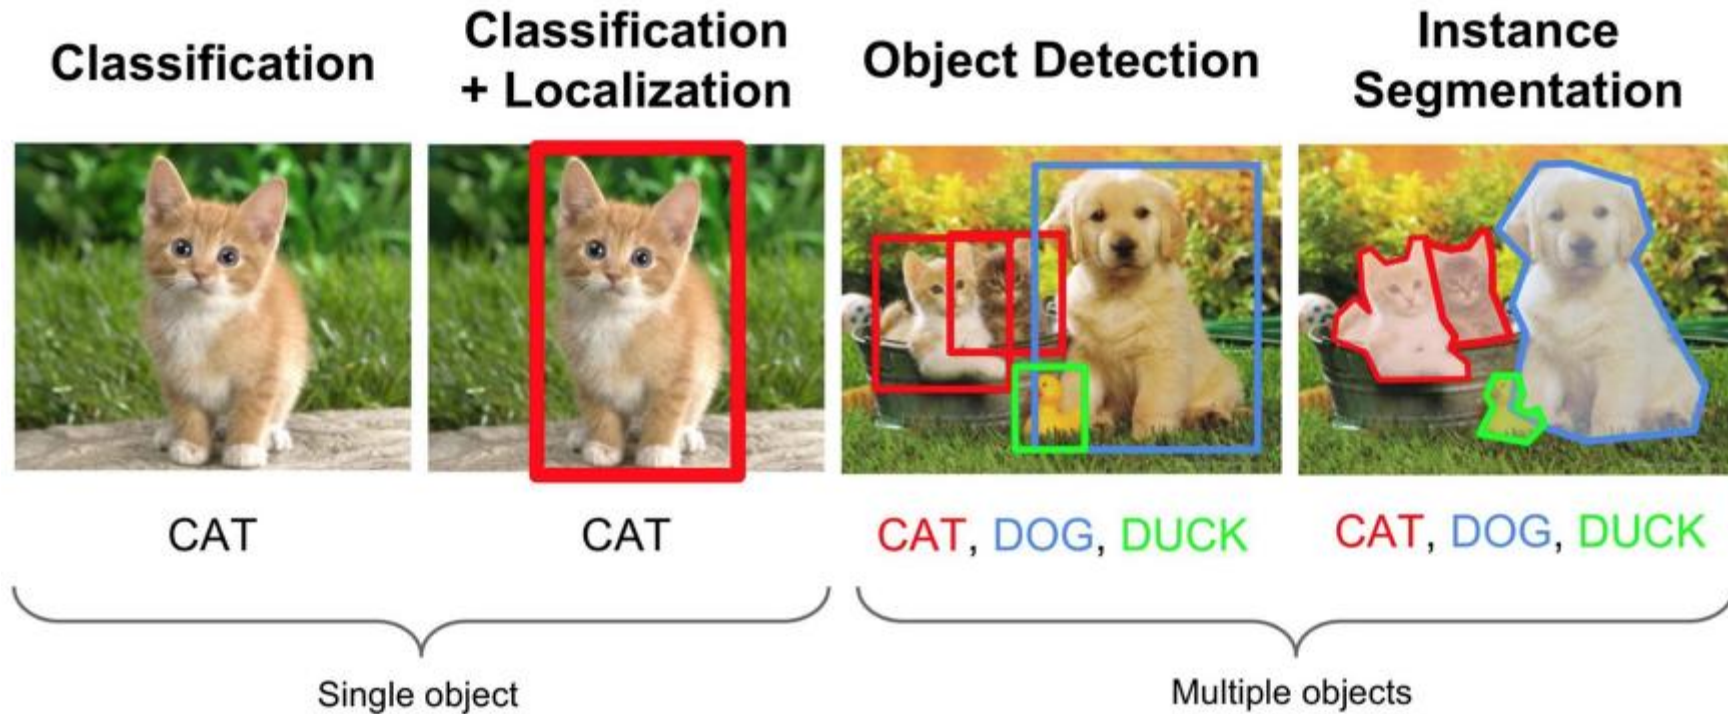 Classification
Classification
+ Localization
Object Detection
Instance
Segmentation
CAT
CAT
CAT, DOG, DUCK
CAT, DOG, DUCK
Single object
Multiple objects